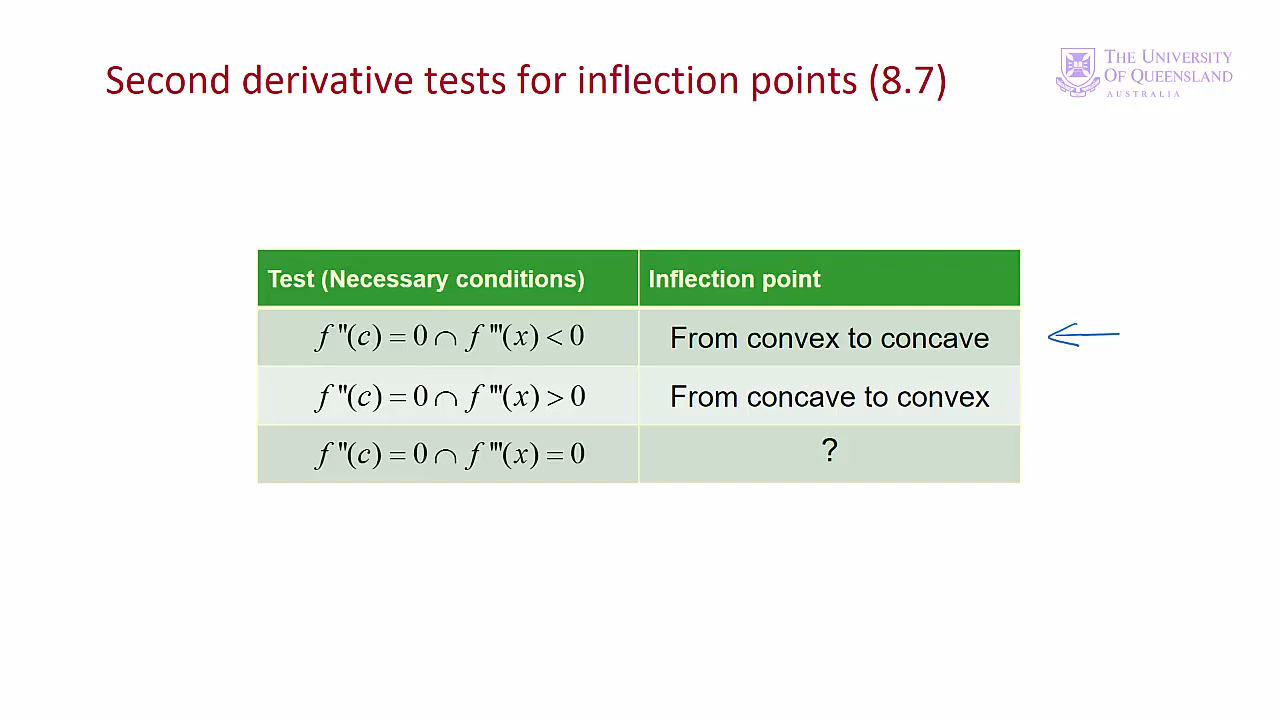 Second derivative tests for inflection points (8.7)
THE UNIVERSITY
OF QUEENSLAND
AUSTRALIA
Test (Necessary conditions) Inflection point
f "(c) = 0 ∩ f '''(x) < 0 From convex to concave
f "(c) = 0 ∩ f '''(x) > 0 From concave to convex
f "(c) = 0 ∩ f '''(x) = 0 ?